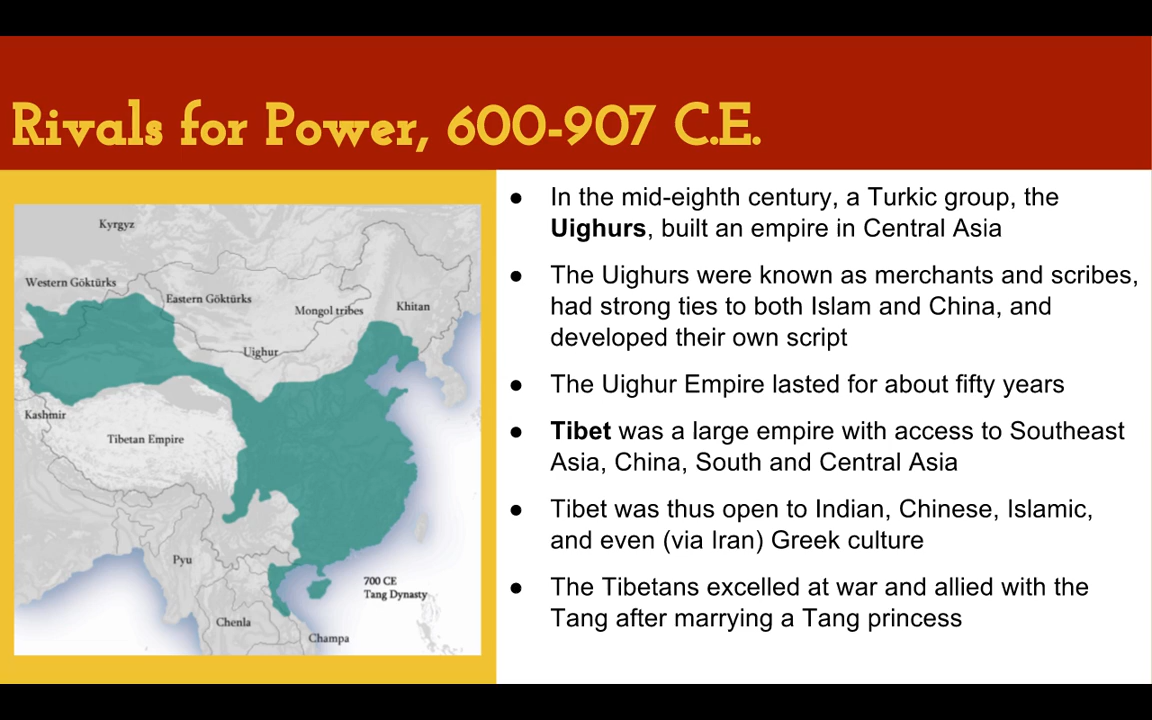 Rivals for Power, 600-907 C.E.
Kyrgyz
Western Göktürks
Eastern Göktürks
Mongol tribes
Khitan
Uighur
Kashmir
Tibetan Empire
Pyu
700 CE
Tang Dynasty
Chenla
Champa
● In the mid-eighth century, a Turkic group, the
Uighurs, built an empire in Central Asia
● The Uighurs were known as merchants and scribes,
had strong ties to both Islam and China, and
developed their own script
● The Uighur Empire lasted for about fifty years
● Tibet was a large empire with access to Southeast
Asia, China, South and Central Asia
● Tibet was thus open to Indian, Chinese, Islamic,
and even (via Iran) Greek culture
● The Tibetans excelled at war and allied with the
Tang after marrying a Tang princess